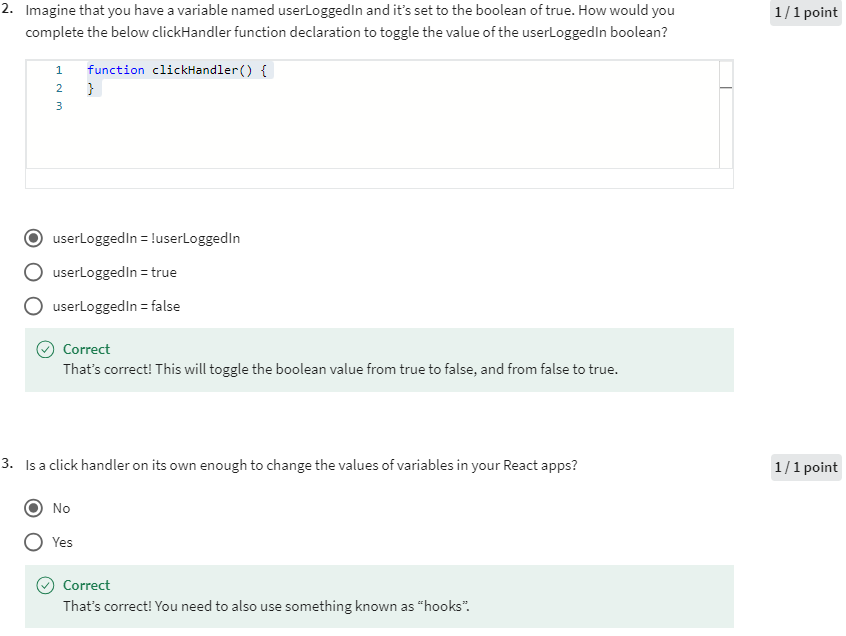 2. Imagine that you have a variable named userLoggedIn and it’s set to the boolean of true. How would you 1 / 1 point
complete the below clickHandler function declaration to toggle the value of the userLoggedIn boolean?
1 function clickHandler() {
2 }
3
userLoggedIn = !userLoggedIn
userLoggedIn = true
userLoggedIn = false
Correct
That’s correct! This will toggle the boolean value from true to false, and from false to true.
3. Is a click handler on its own enough to change the values of variables in your React apps? 1 / 1 point
No
Yes
Correct
That’s correct! You need to also use something known as “hooks”.